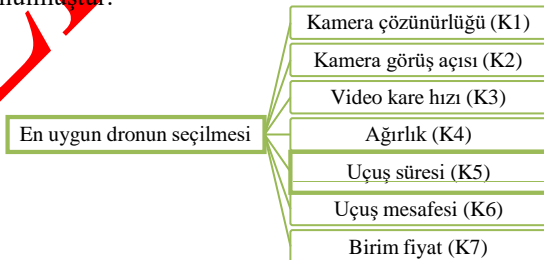 Kamera çözünürlüğü (K1)
Kamera görüş açısı (K2)
Video kare hızı (K3)
En uygun dronun seçilmesi
Ağırlık (K4)
Uçuş süresi (K5)
Uçuş mesafesi (K6)
Birim fiyat (K7)